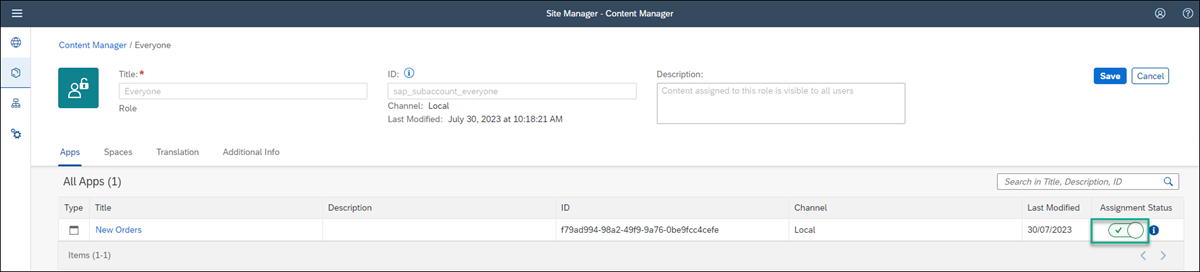 Site Manager - Content Manager
Content Manager / Everyone
Title:*
ID:
Description:
Everyone
sap_subaccount_everyone
Content assigned to this role is visible to all users
Save
Cancel
Role
Channel: Local
Last Modified: July 30, 2023 at 10:18:21 AM
Apps
Spaces
Translation
Additional Info
All Apps (1)
Search in Title, Description, ID
Type
Title
Description
ID
Channel
Last Modified
Assignment Status
New Orders
f79ad994-98a2-49f9-9a76-0be9fcc4cefe
Local
30/07/2023
Items (1-1)